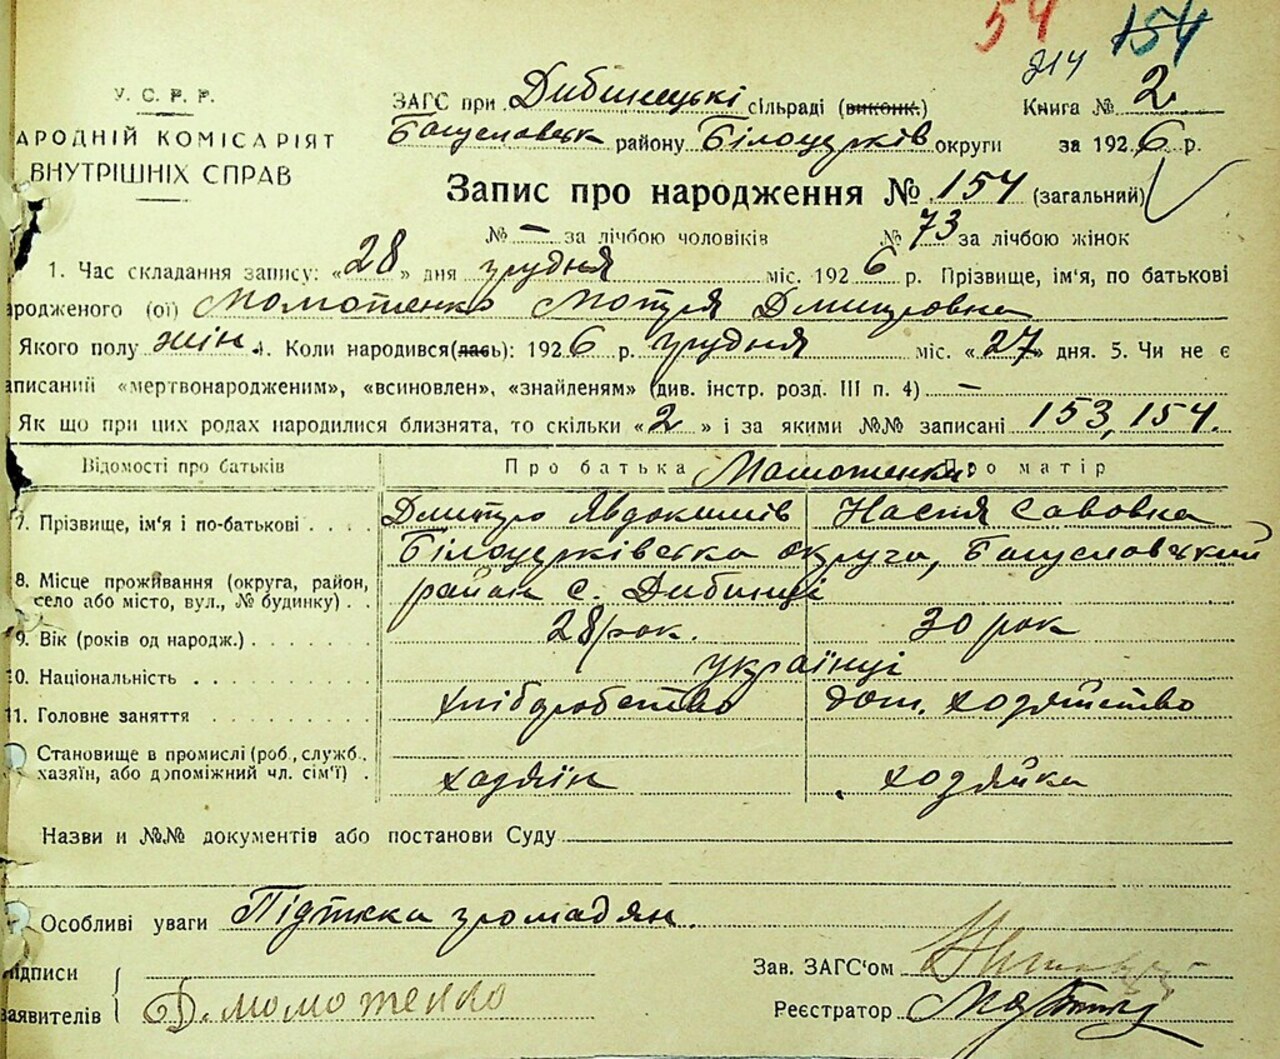 54 154
214
У. С. Р. Р.
АРОДНІЙ КОМІСАРІЯТ
ВНУТРІШНІХ СПРАВ
ЗАГС при Дибинецькі сільраді (виконк.) Книга № 2
Богуславськ району Білоцерків округи за 1926 р.
Запис про народження № 154 (загальний)
№ — за лічбою чоловіків № 73 за лічбою жінок
1. Час складання запису: «28» дня грудня міс. 1926 р. Прізвище, ім'я, по батькові
ародженого (ої) Момотенко Мотря Дмитровна
Якого полу жін. 4. Коли народився(лась): 1926 р. грудня міс. «27» дня. 5. Чи не є
аписаний «мертвонародженим», «всиновлен», «знайденям» (див. інстр. розд. III п. 4) —
Як що при цих родах народилися близнята, то скільки «2» і за якими №№ записані 153, 154.
Відомості про батьків Про батька Момотенки Про матір
7. Прізвище, ім'я і по-батькові Дмитро Явдокимів Настя Савовна
Білоцерківська округа, Богуславський
8. Місце проживання (округа, район, село або місто, вул., № будинку) район с. Дибинці
9. Вік (років од народж.) 28 рок. 30 рок
10. Національність українці
11. Головне заняття хліборобство дом. хозяйство
Становище в промислі (роб., служб.,
хазяїн, або допоміжний чл. сім'ї) хазяїн хозяйка
Назви и №№ документів або постанови Суду
Особливі уваги громадян.
ідписи Зав. ЗАГС'ом
заявителів Д. момотенко Реєстратор